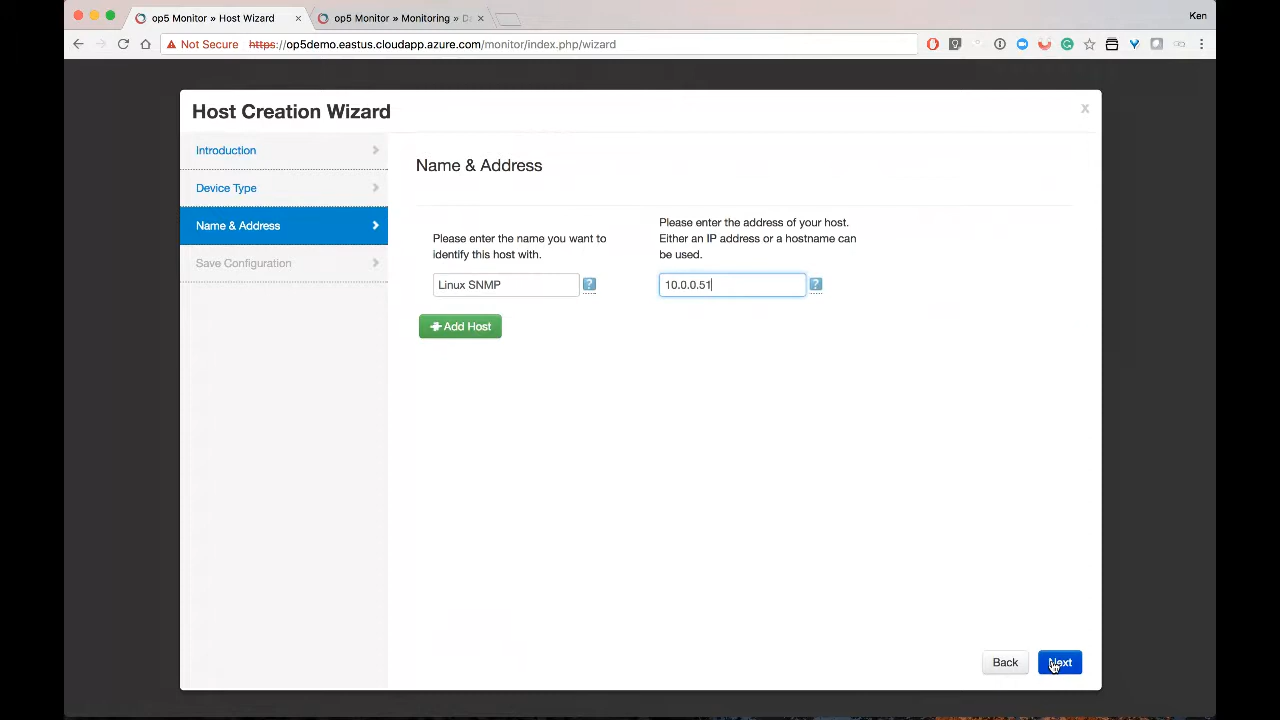 op5 Monitor » Host Wizard
op5 Monitor » Monitoring » Da
Ken
Not Secure https://op5demo.eastus.cloudapp.azure.com/monitor/index.php/wizard
Host Creation Wizard
x
Introduction
Device Type
Name & Address
Save Configuration
Name & Address
Please enter the name you want to
identify this host with.
Linux SNMP
?
Please enter the address of your host.
Either an IP address or a hostname can
be used.
10.0.0.51
?
Add Host
Back
Next